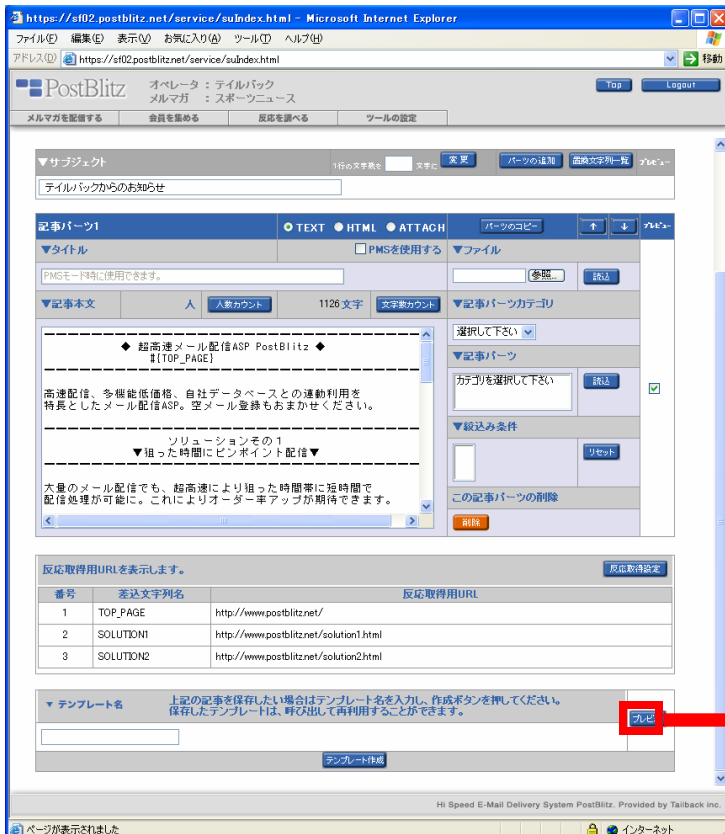 https://sf02.postblitz.net/service/suIndex.html - Microsoft Internet Explorer
ファイル(F) 編集(E) 表示(V) お気に入り(A) ツール(T) ヘルプ(H)
アドレス(D) https://sf02.postblitz.net/service/suIndex.html 移動
PostBlitz オペレータ : テイルバック Top Logout
メルマガ : スポーツニュース
メルマガを配信する 会員を集める 反応を調べる ツールの設定
▼サブジェクト 1行の文字数を 文字に 変更 パーツの追加 置換文字列一覧 プレビュー
テイルバックからのお知らせ
記事パーツ1 TEXT HTML ATTACH パーツのコピー ↑ ↓ プレビュー
▼タイトル PMSを使用する ▼ファイル
PMSモード時に使用できます。 参照... 読込
▼記事本文 人 人数カウント 1126文字 文字数カウント ▼記事パーツカテゴリ
選択して下さい
◆ 超高速メール配信ASP PostBlitz ◆
#{TOP_PAGE}
▼記事パーツ
カテゴリを選択して下さい 読込
高速配信、多機能低価格、自社データベースとの連動利用を
特長としたメール配信ASP。空メール登録もおまかせください。
▼絞込み条件
ソリューションその1
▼狙った時間にピンポイント配信▼
リセット
大量のメール配信でも、超高速により狙った時間帯に短時間で
配信処理が可能に。これによりオーダー率アップが期待できます。
この記事パーツの削除
削除
反応取得用URLを表示します。 反応取得設定
番号 差込文字列名 反応取得用URL
1 TOP_PAGE http://www.postblitz.net/
2 SOLUTION1 http://www.postblitz.net/solution1.html
3 SOLUTION2 http://www.postblitz.net/solution2.html
▼ テンプレート名 上記の記事を保存したい場合はテンプレート名を入力し、作成ボタンを押してください。
保存したテンプレートは、呼び出して再利用することができます。
プレビ
テンプレート作成
Hi Speed E-Mail Delivery System PostBlitz. Provided by Tailback inc.
ページが表示されました インターネット